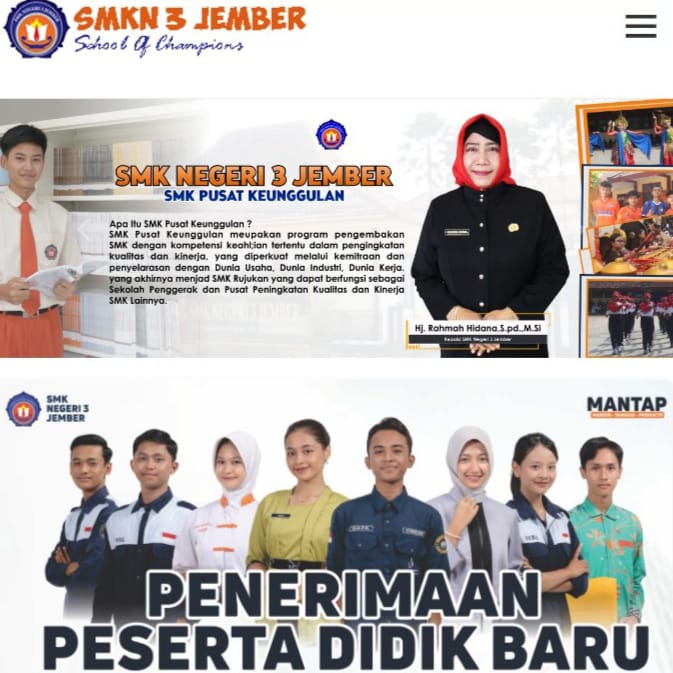 SMKN 3 JEMBER
School Of Champions
SMK NEGERI 3 JEMBER
SMK PUSAT KEUNGGULAN
Apa Itu SMK Pusat Keunggulan ?
SMK Pusat Keunggulan meupakan program pengembakan
SMK dengan kompetensi keahl;ian tertentu dalam pengingkatan
kualitas dan kinerja, yang diperkuat melalui kemitraan dan
penyelarasan dengan Dunia Usaha, Dunia Industri, Dunia Kerja.
yang akhirnya menjad SMK Rujukan yang dapat berfungsi sebagai
Sekolah Penggerak dan Pusat Peningkatan Kualitas dan Kinerja
SMK Lainnya.
Hj. Rahmah Hidana,S.pd.,M.Si
Kepala SMK Negeri 3 Jember
SMK
NEGERI 3
JEMBER
MANTAP
PENERIMAAN
PESERTA DIDIK BARU